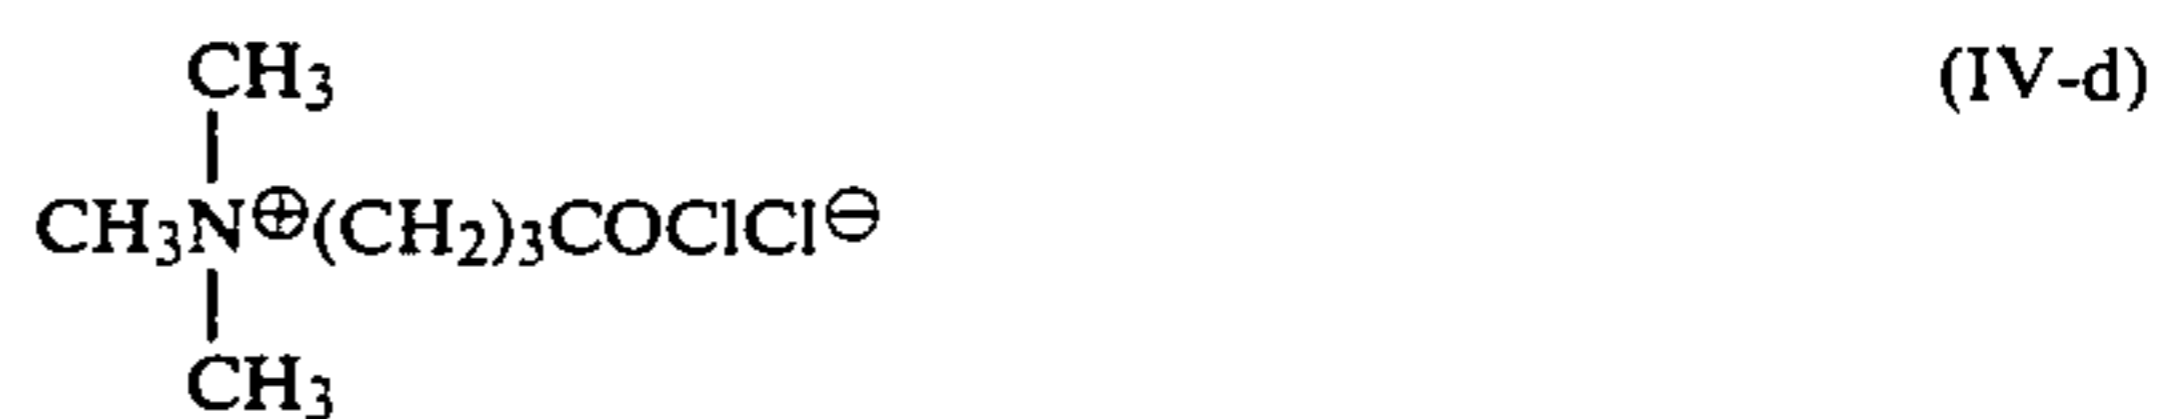 CH₃ (IV-d)
CH₃N⊕(CH₂)₃COClCl⊖
CH₃